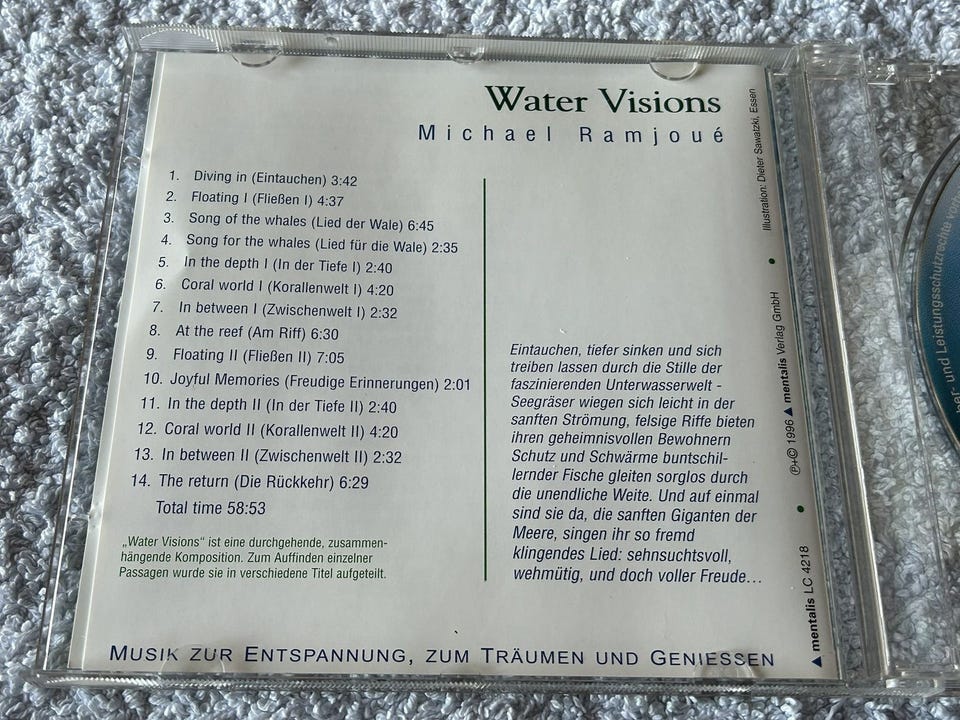 Water Visions
Michael Ramjoué
1. Diving in (Eintauchen) 3:42
2. Floating I (Fließen I) 4:37
3. Song of the whales (Lied der Wale) 6:45
4. Song for the whales (Lied für die Wale) 2:35
5. In the depth I (In der Tiefe I) 2:40
6. Coral world I (Korallenwelt I) 4:20
7. In between I (Zwischenwelt I) 2:32
8. At the reef (Am Riff) 6:30
9. Floating II (Fließen II) 7:05
10. Joyful Memories (Freudige Erinnerungen) 2:01
11. In the depth II (In der Tiefe II) 2:40
12. Coral world II (Korallenwelt II) 4:20
13. In between II (Zwischenwelt II) 2:32
14. The return (Die Rückkehr) 6:29
Total time 58:53
„Water Visions“ ist eine durchgehende, zusammen-
hängende Komposition. Zum Auffinden einzelner
Passagen wurde sie in verschiedene Titel aufgeteilt.
Eintauchen, tiefer sinken und sich
treiben lassen durch die Stille der
faszinierenden Unterwasserwelt -
Seegräser wiegen sich leicht in der
sanften Strömung, felsige Riffe bieten
ihren geheimnisvollen Bewohnern
Schutz und Schwärme buntschil-
lernder Fische gleiten sorglos durch
die unendliche Weite. Und auf einmal
sind sie da, die sanften Giganten der
Meere, singen ihr so fremd
klingendes Lied: sehnsuchtsvoll,
wehmütig, und doch voller Freude...
MUSIK ZUR ENTSPANNUNG, ZUM TRÄUMEN UND GENIESSEN
▲ mentalis LC 4218 • ℗+© 1996 ▲ mentalis Verlag GmbH • Illustration: Dieter Sawatzki, Essen
und Leistungsschutzrechte